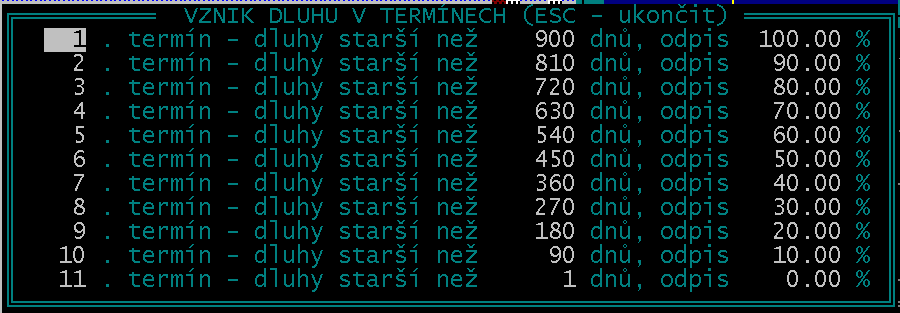 VZNIK DLUHU V TERMÍNECH (ESC - ukončit)
1 . termín - dluhy starší než 900 dnů, odpis 100.00 %
2 . termín - dluhy starší než 810 dnů, odpis 90.00 %
3 . termín - dluhy starší než 720 dnů, odpis 80.00 %
4 . termín - dluhy starší než 630 dnů, odpis 70.00 %
5 . termín - dluhy starší než 540 dnů, odpis 60.00 %
6 . termín - dluhy starší než 450 dnů, odpis 50.00 %
7 . termín - dluhy starší než 360 dnů, odpis 40.00 %
8 . termín - dluhy starší než 270 dnů, odpis 30.00 %
9 . termín - dluhy starší než 180 dnů, odpis 20.00 %
10 . termín - dluhy starší než 90 dnů, odpis 10.00 %
11 . termín - dluhy starší než 1 dnů, odpis 0.00 %